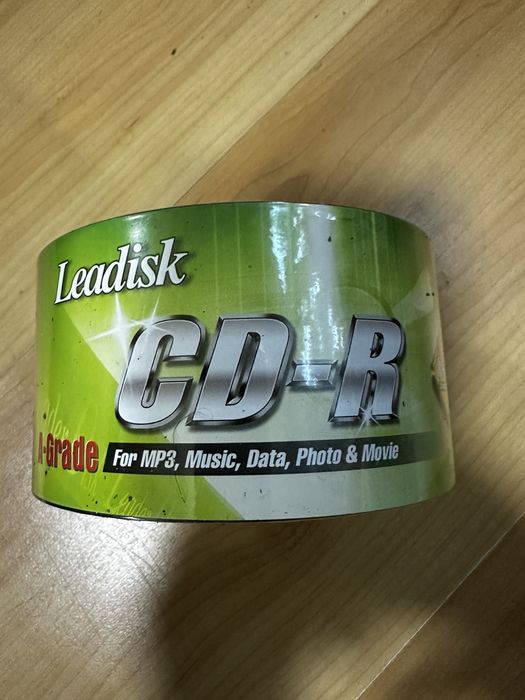 Leadisk
CD-R
A-Grade For MP3, Music, Data, Photo & Movie